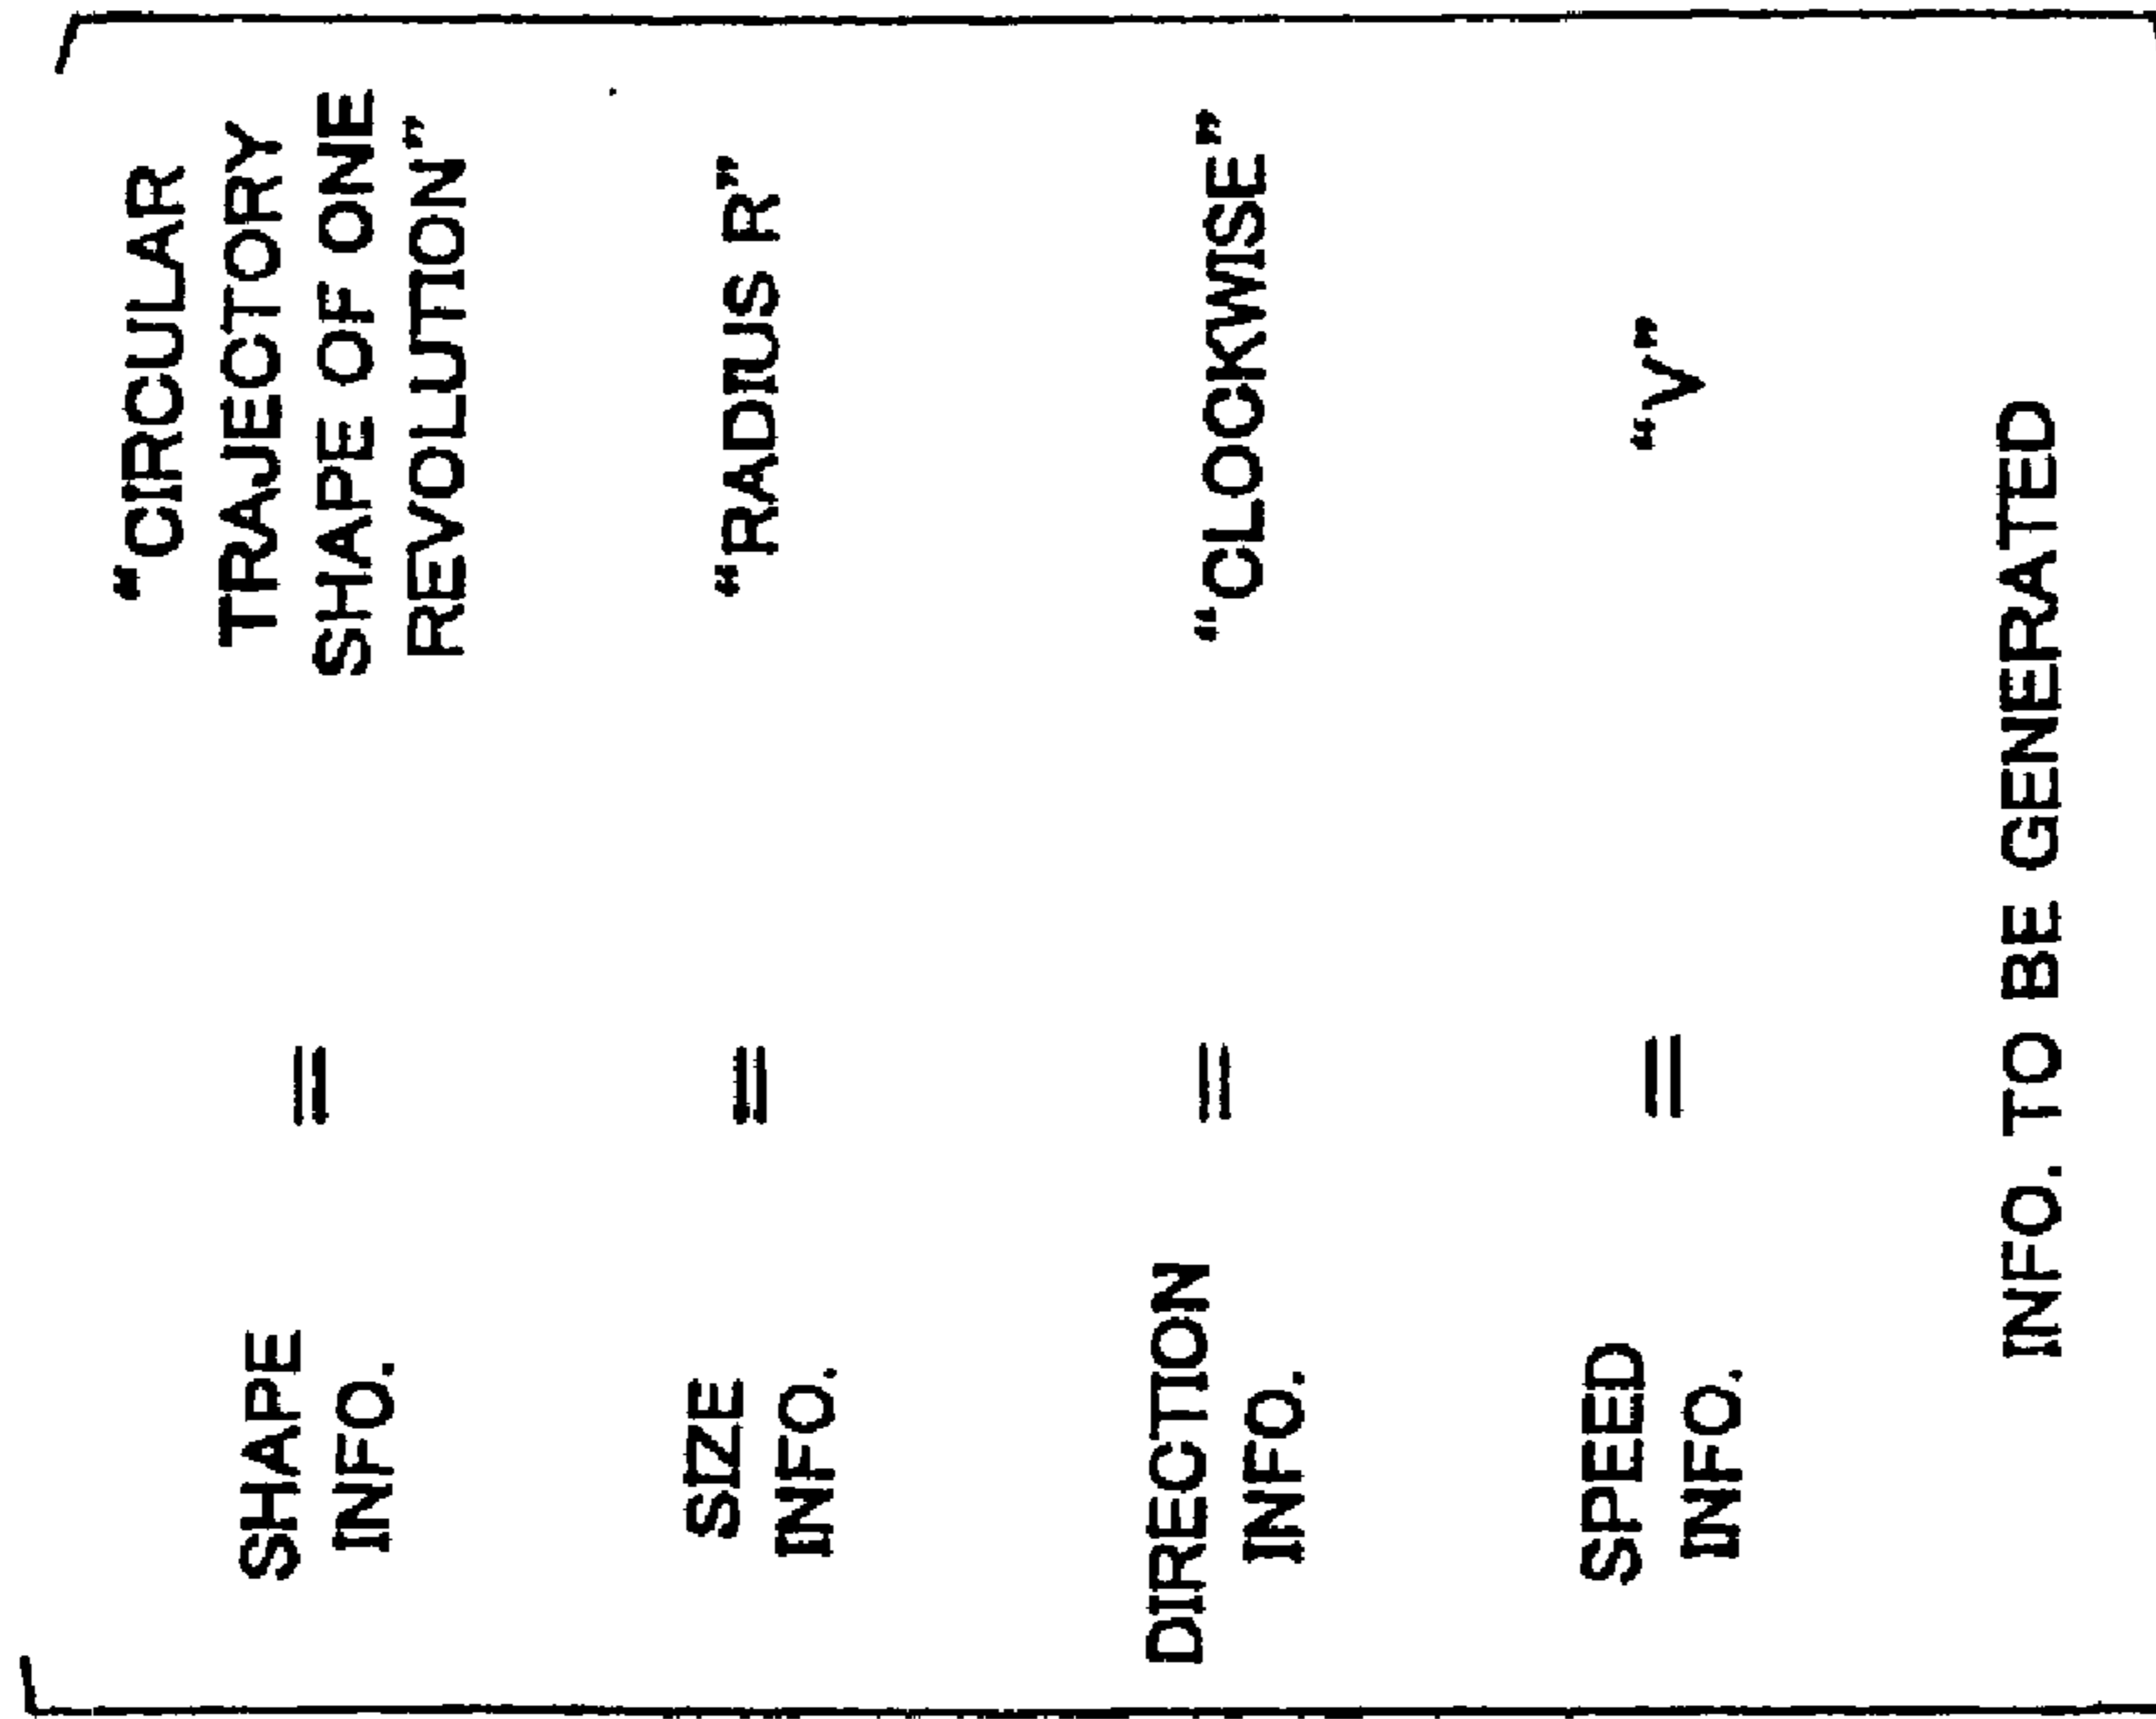 SHAPE
INFO.
=
“CIRCULAR
TRAJECTORY
SHAPE OF ONE
REVOLUTION”
SIZE
INFO.
=
“RADIUS R”
DIRECTION
INFO.
=
“CLOCKWISE”
SPEED
INFO.
=
“V”
INFO. TO BE GENERATED